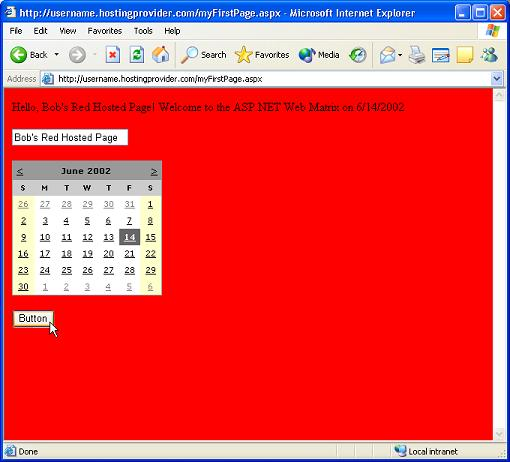 http://username.hostingprovider.com/myFirstPage.aspx - Microsoft Internet Explorer
File Edit View Favorites Tools Help
Back Search Favorites Media
Address http://username.hostingprovider.com/myFirstPage.aspx
Hello, Bob's Red Hosted Page! Welcome to the ASP.NET Web Matrix on 6/14/2002
Bob's Red Hosted Page
< June 2002 >
S M T W T F S
26 27 28 29 30 31 1
2 3 4 5 6 7 8
9 10 11 12 13 14 15
16 17 18 19 20 21 22
23 24 25 26 27 28 29
30 1 2 3 4 5 6
Button
Done Local intranet